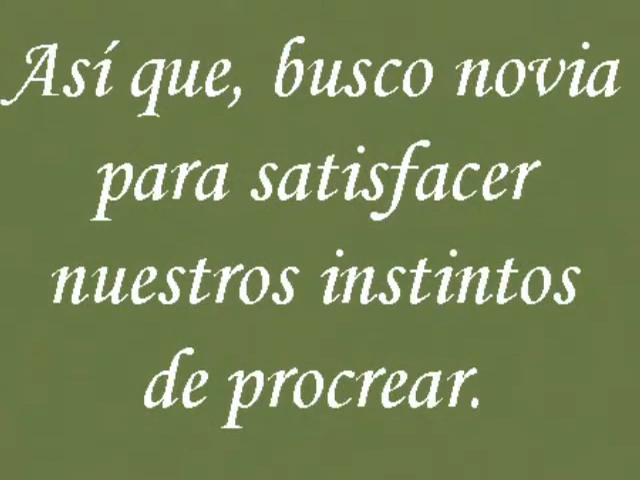 Así que, busco novia
para satisfacer
nuestros instintos
de procrear.